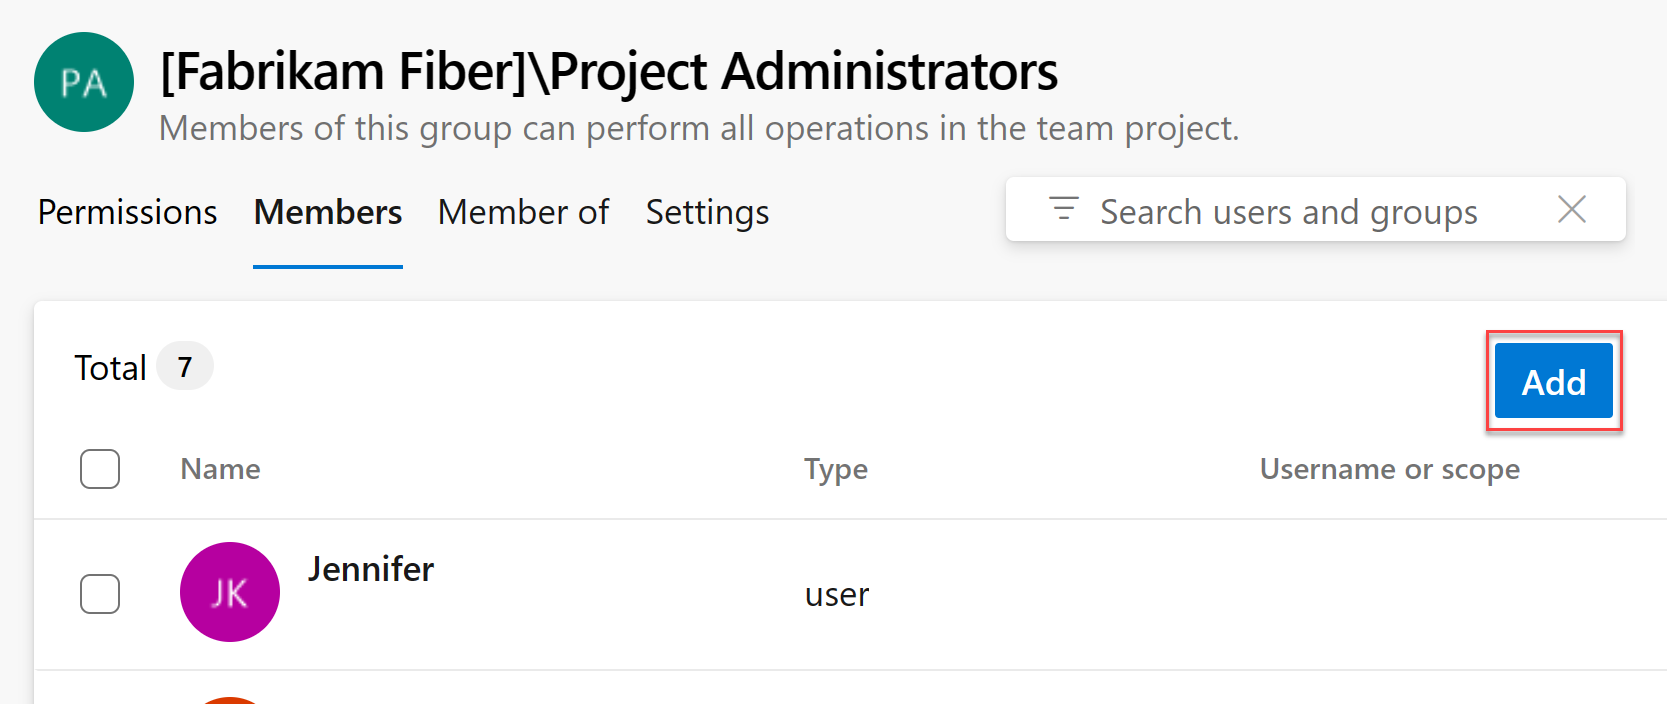 PA
[Fabrikam Fiber]\Project Administrators
Members of this group can perform all operations in the team project.
Permissions Members Member of Settings Search users and groups
Total 7
Add
Name Type Username or scope
JK Jennifer user